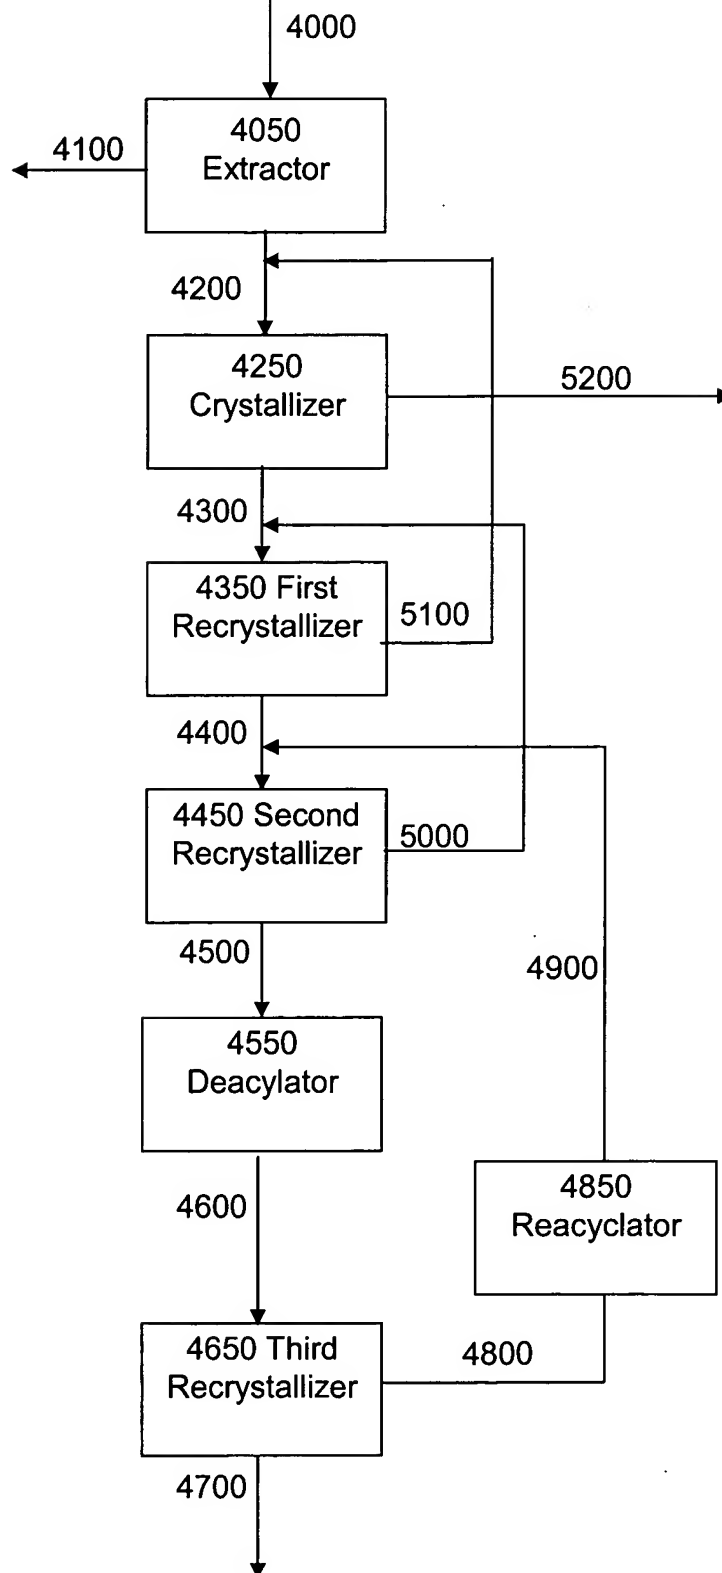 4000
4050
Extractor
4100
4200
4250
Crystallizer
5200
4300
4350 First
Recrystallizer
5100
4400
4450 Second
Recrystallizer
5000
4500
4900
4550
Deacylator
4600
4850
Reacyclator
4650 Third
Recrystallizer
4800
4700